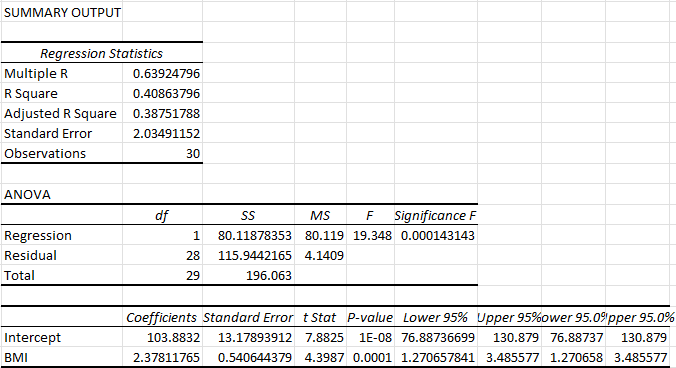 SUMMARY OUTPUT
Regression Statistics
Multiple R 0.63924796
R Square 0.40863796
Adjusted R Square 0.38751788
Standard Error 2.03491152
Observations 30
ANOVA
df SS MS F Significance F
Regression 1 80.11878353 80.119 19.348 0.000143143
Residual 28 115.9442165 4.1409
Total 29 196.063
Coefficients Standard Error t Stat P-value Lower 95% Upper 95% ower 95.0% pper 95.0%
Intercept 103.8832 13.17893912 7.8825 1E-08 76.88736699 130.879 76.88737 130.879
BMI 2.37811765 0.540644379 4.3987 0.0001 1.270657841 3.485577 1.270658 3.485577